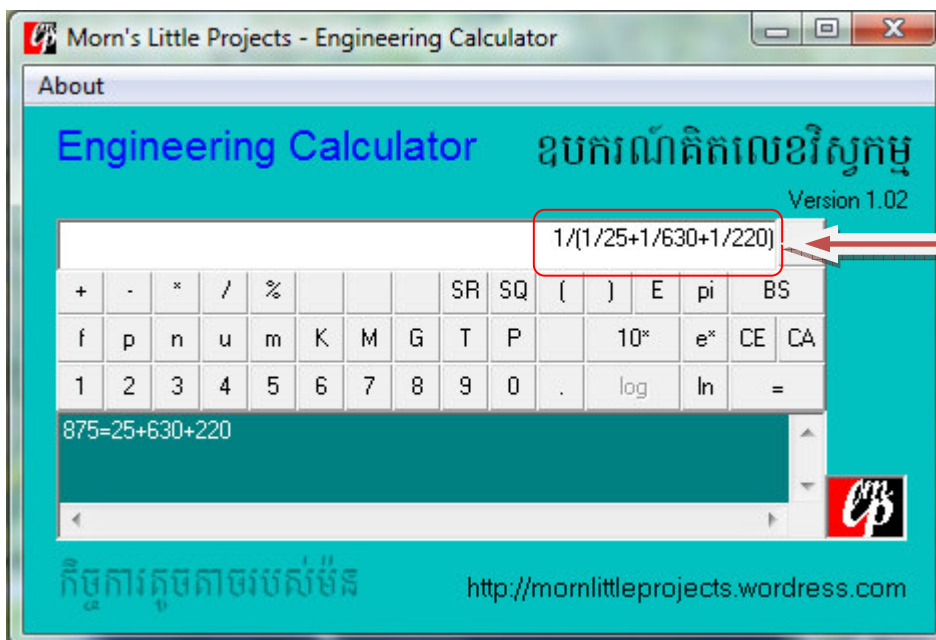 Morn's Little Projects - Engineering Calculator
About
Engineering Calculator
ឧបករណ៍គិតលេខវិស្វកម្ម
Version 1.02
1/(1/25+1/630+1/220)
+ - * / % SR SQ ( ) E pi BS
f p n u m K M G T P 10ˣ eˣ CE CA
1 2 3 4 5 6 7 8 9 0 . log ln =
875=25+630+220
emp
កិច្ចការតូចតាចរបស់ម៉ន
http://mornlittleprojects.wordress.com